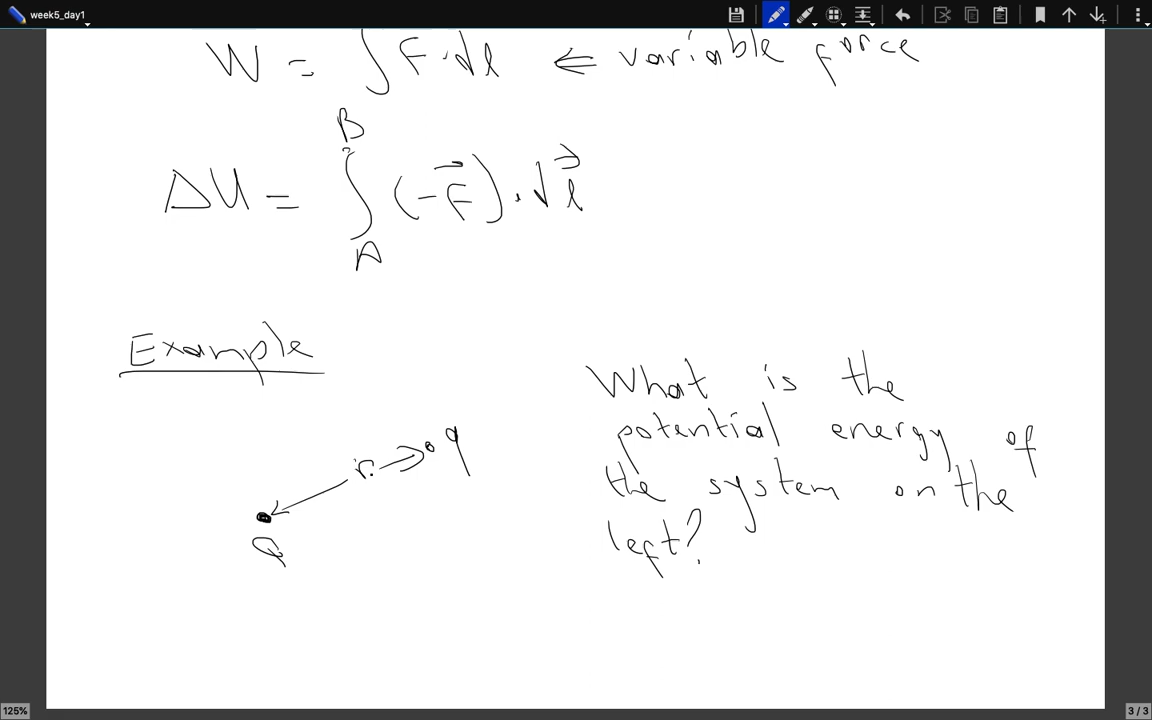 week5_day1
W = ∫ F · dl ⇐ variable force
B
ΔU = ∫ (-F⃗) · dl⃗
A
Example
What is the
potential energy of
the system on the
left?
r
q
Q
125%
3 / 3